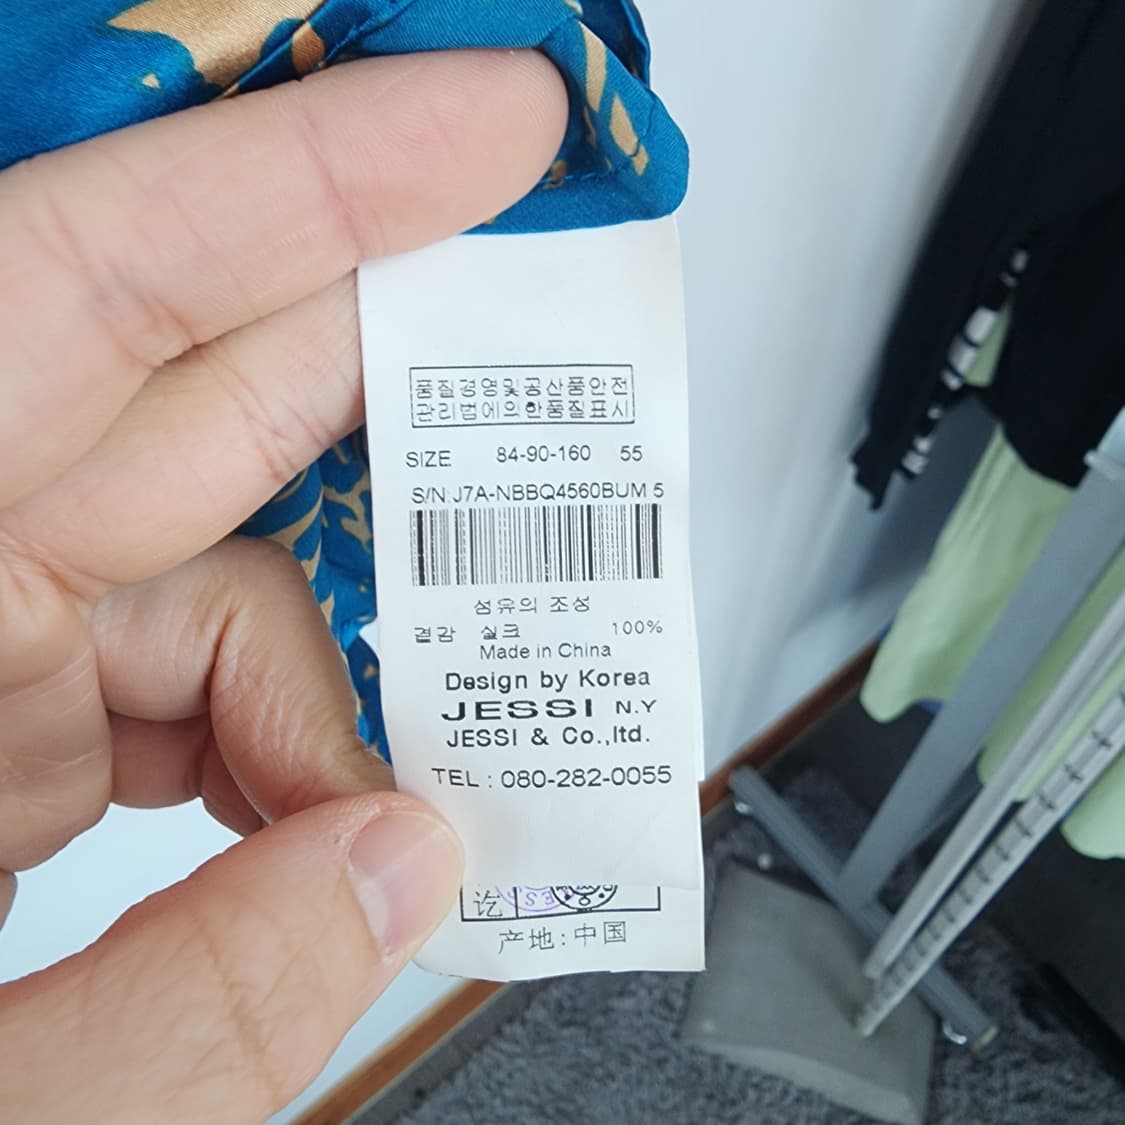 품질경영및공산품안전
관리법에의한품질표시
SIZE 84-90-160 55
S/N:J7A-NBBQ4560BUM 5
섬유의 조성
겉감 실크 100%
Made in China
Design by Korea
JESSI N.Y
JESSI & Co.,ltd.
TEL : 080-282-0055
讫
产地:中国